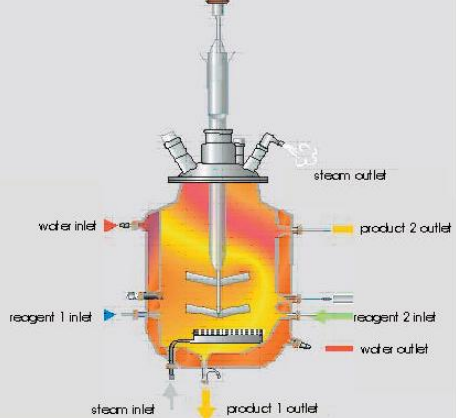 steam outlet
water inlet
product 2 outlet
reagent 1 inlet
reagent 2 inlet
water outlet
steam inlet
product 1 outlet